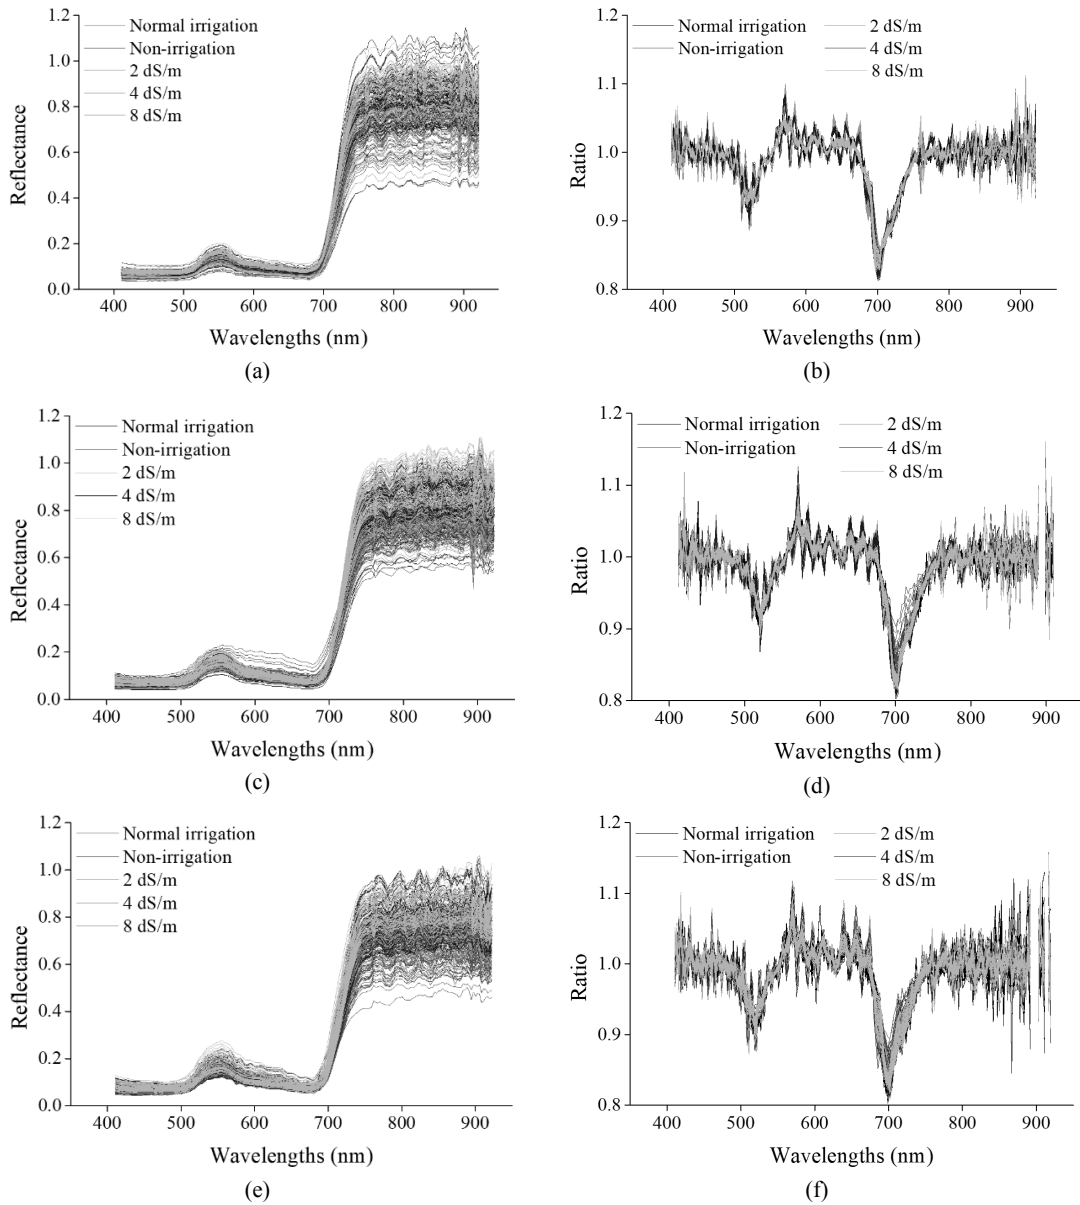 1.2
1.0
0.8
0.6
0.4
0.2
0.0
Reflectance
Normal irrigation
Non-irrigation
2 dS/m
4 dS/m
8 dS/m
400 500 600 700 800 900
Wavelengths (nm)
(a)
1.2
1.1
1.0
0.9
0.8
Ratio
Normal irrigation 2 dS/m
Non-irrigation 4 dS/m
8 dS/m
400 500 600 700 800 900
Wavelengths (nm)
(b)
1.2
1.0
0.8
0.6
0.4
0.2
0.0
Reflectance
Normal irrigation
Non-irrigation
2 dS/m
4 dS/m
8 dS/m
400 500 600 700 800 900
Wavelengths (nm)
(c)
1.2
1.1
1.0
0.9
0.8
Ratio
Normal irrigation 2 dS/m
Non-irrigation 4 dS/m
8 dS/m
400 500 600 700 800 900
Wavelengths (nm)
(d)
1.2
1.0
0.8
0.6
0.4
0.2
0.0
Reflectance
Normal irrigation
Non-irrigation
2 dS/m
4 dS/m
8 dS/m
400 500 600 700 800 900
Wavelengths (nm)
(e)
1.2
1.1
1.0
0.9
0.8
Ratio
Normal irrigation 2 dS/m
Non-irrigation 4 dS/m
8 dS/m
400 500 600 700 800 900
Wavelengths (nm)
(f)